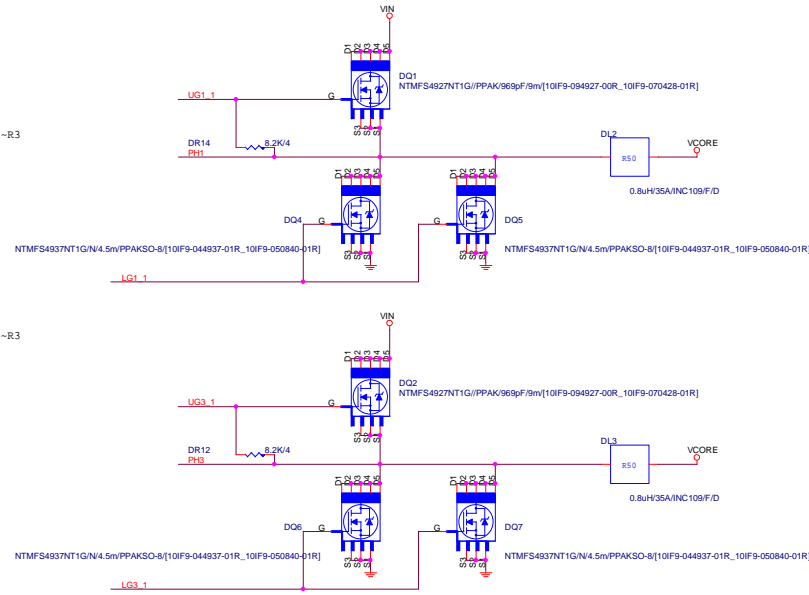 VIN
D1 D2 D3 D4 D5
DQ1
NTMFS4927NT1G//PPAK/969pF/9m/[10IF9-094927-00R_10IF9-070428-01R]
UG1_1
G
S3 S2 S1
~R3
DR14 8.2K/4
PH1
DL2
R50
VCORE
0.8uH/35A/INC109/F/D
D1 D2 D3 D4 D5
D1 D2 D3 D4 D5
DQ4 G
G DQ5
NTMFS4937NT1G/N/4.5m/PPAKSO-8/[10IF9-044937-01R_10IF9-050840-01R]
NTMFS4937NT1G/N/4.5m/PPAKSO-8/[10IF9-044937-01R_10IF9-050840-01R]
S3 S2 S1
S3 S2 S1
LG1_1
VIN
D1 D2 D3 D4 D5
~R3
DQ2
NTMFS4927NT1G//PPAK/969pF/9m/[10IF9-094927-00R_10IF9-070428-01R]
UG3_1
G
S3 S2 S1
DR12 8.2K/4
PH3
DL3
R50
VCORE
0.8uH/35A/INC109/F/D
D1 D2 D3 D4 D5
D1 D2 D3 D4 D5
DQ6 G
G DQ7
NTMFS4937NT1G/N/4.5m/PPAKSO-8/[10IF9-044937-01R_10IF9-050840-01R]
NTMFS4937NT1G/N/4.5m/PPAKSO-8/[10IF9-044937-01R_10IF9-050840-01R]
S3 S2 S1
S3 S2 S1
LG3_1